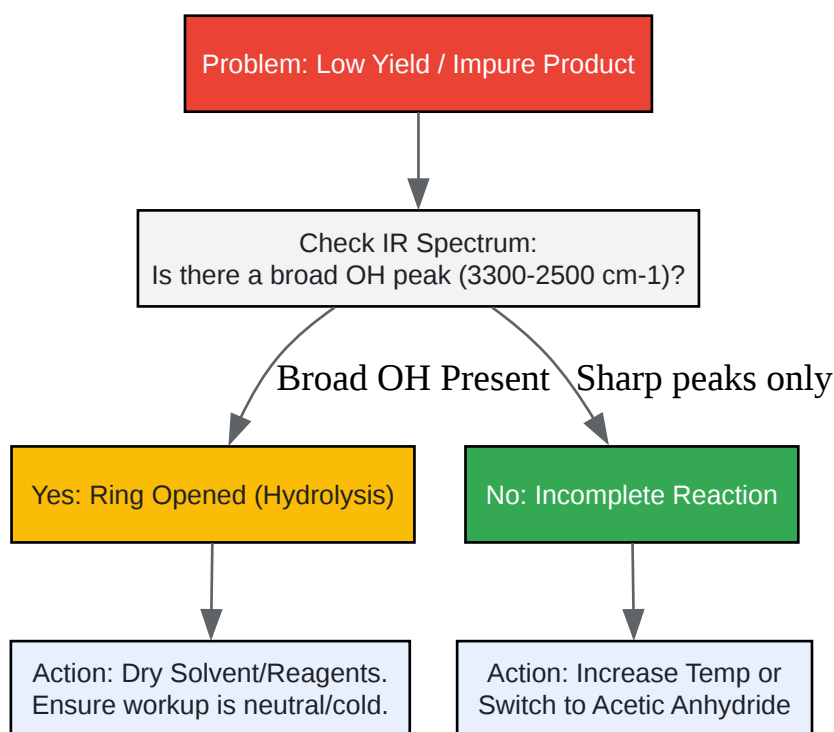 Problem: Low Yield / Impure Product
Check IR Spectrum:
Is there a broad OH peak (3300-2500 cm-1)?
Broad OH Present
Sharp peaks only
Yes: Ring Opened (Hydrolysis)
No: Incomplete Reaction
Action: Dry Solvent/Reagents.
Ensure workup is neutral/cold.
Action: Increase Temp or
Switch to Acetic Anhydride